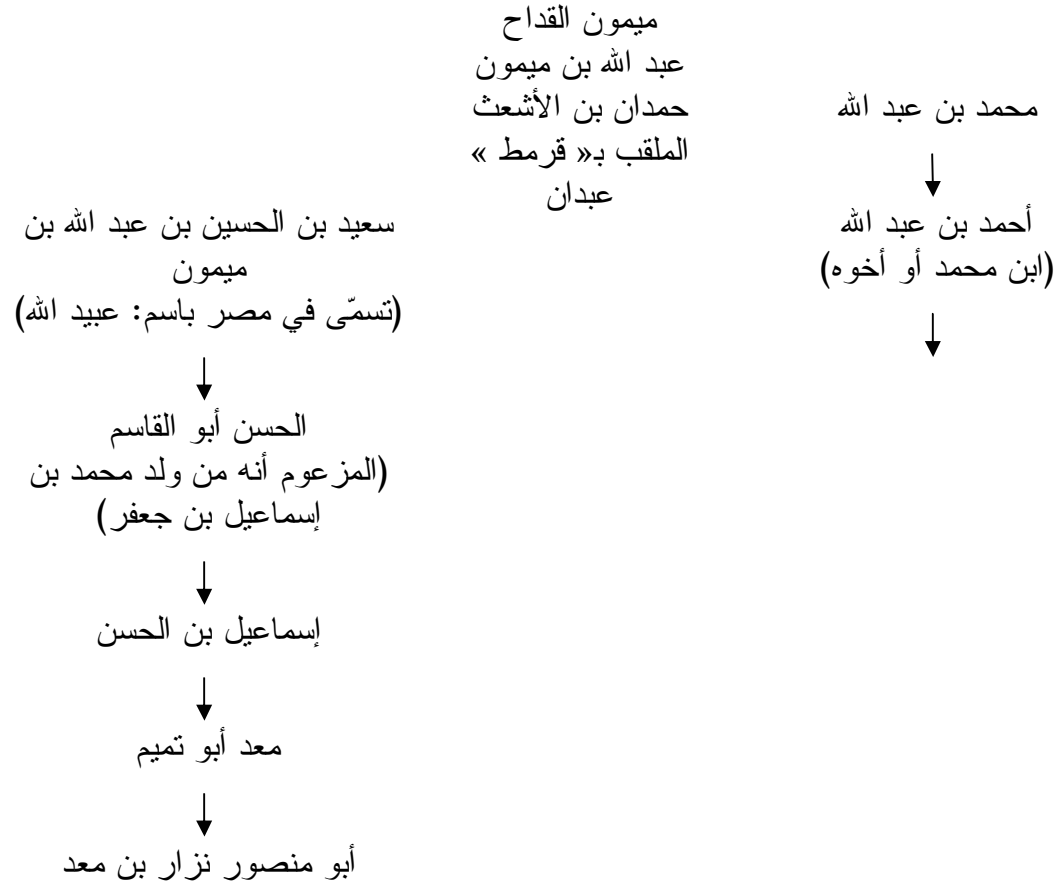 ميمون القداح
عبد الله بن ميمون
حمدان بن الأشعث
الملقب بـ« قرمط »
عبدان
محمد بن عبد الله
أحمد بن عبد الله
(ابن محمد أو أخوه)
سعيد بن الحسين بن عبد الله بن
ميمون
(تسمّى في مصر باسم: عبيد الله)
الحسن أبو القاسم
(المزعوم أنه من ولد محمد بن
إسماعيل بن جعفر)
إسماعيل بن الحسن
معد أبو تميم
أبو منصور نزار بن معد